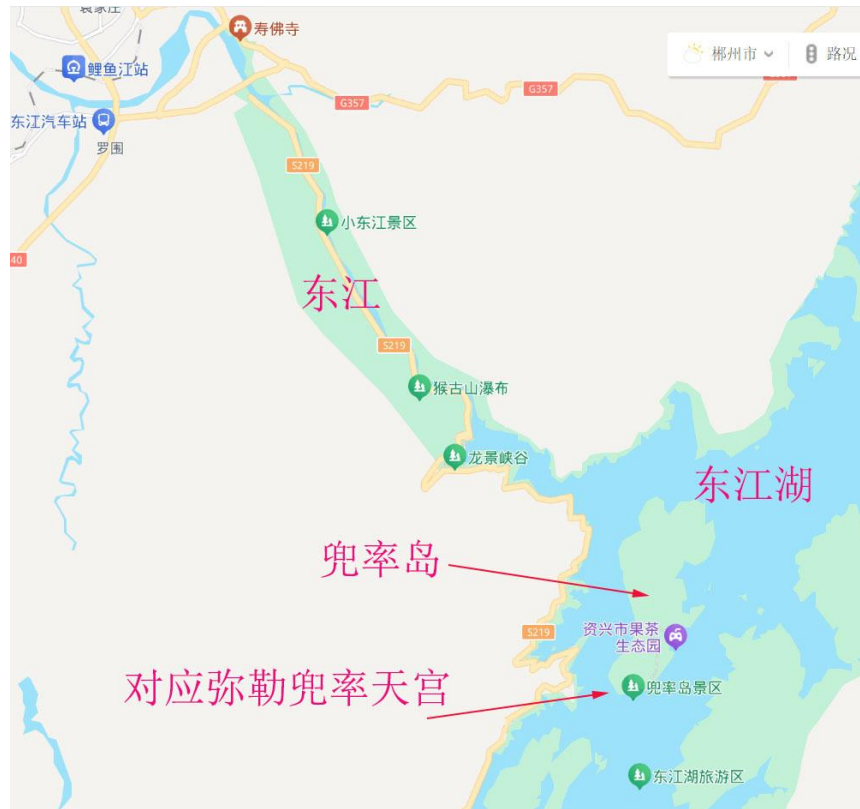 袁家庄
寿佛寺
郴州市
路况
鲤鱼江站
G357
G357
东江汽车站
罗围
S219
小东江景区
40
东江
S219
猴古山瀑布
龙景峡谷
东江湖
兜率岛
S219
资兴市果茶
生态园
对应弥勒兜率天宫
兜率岛景区
东江湖旅游区